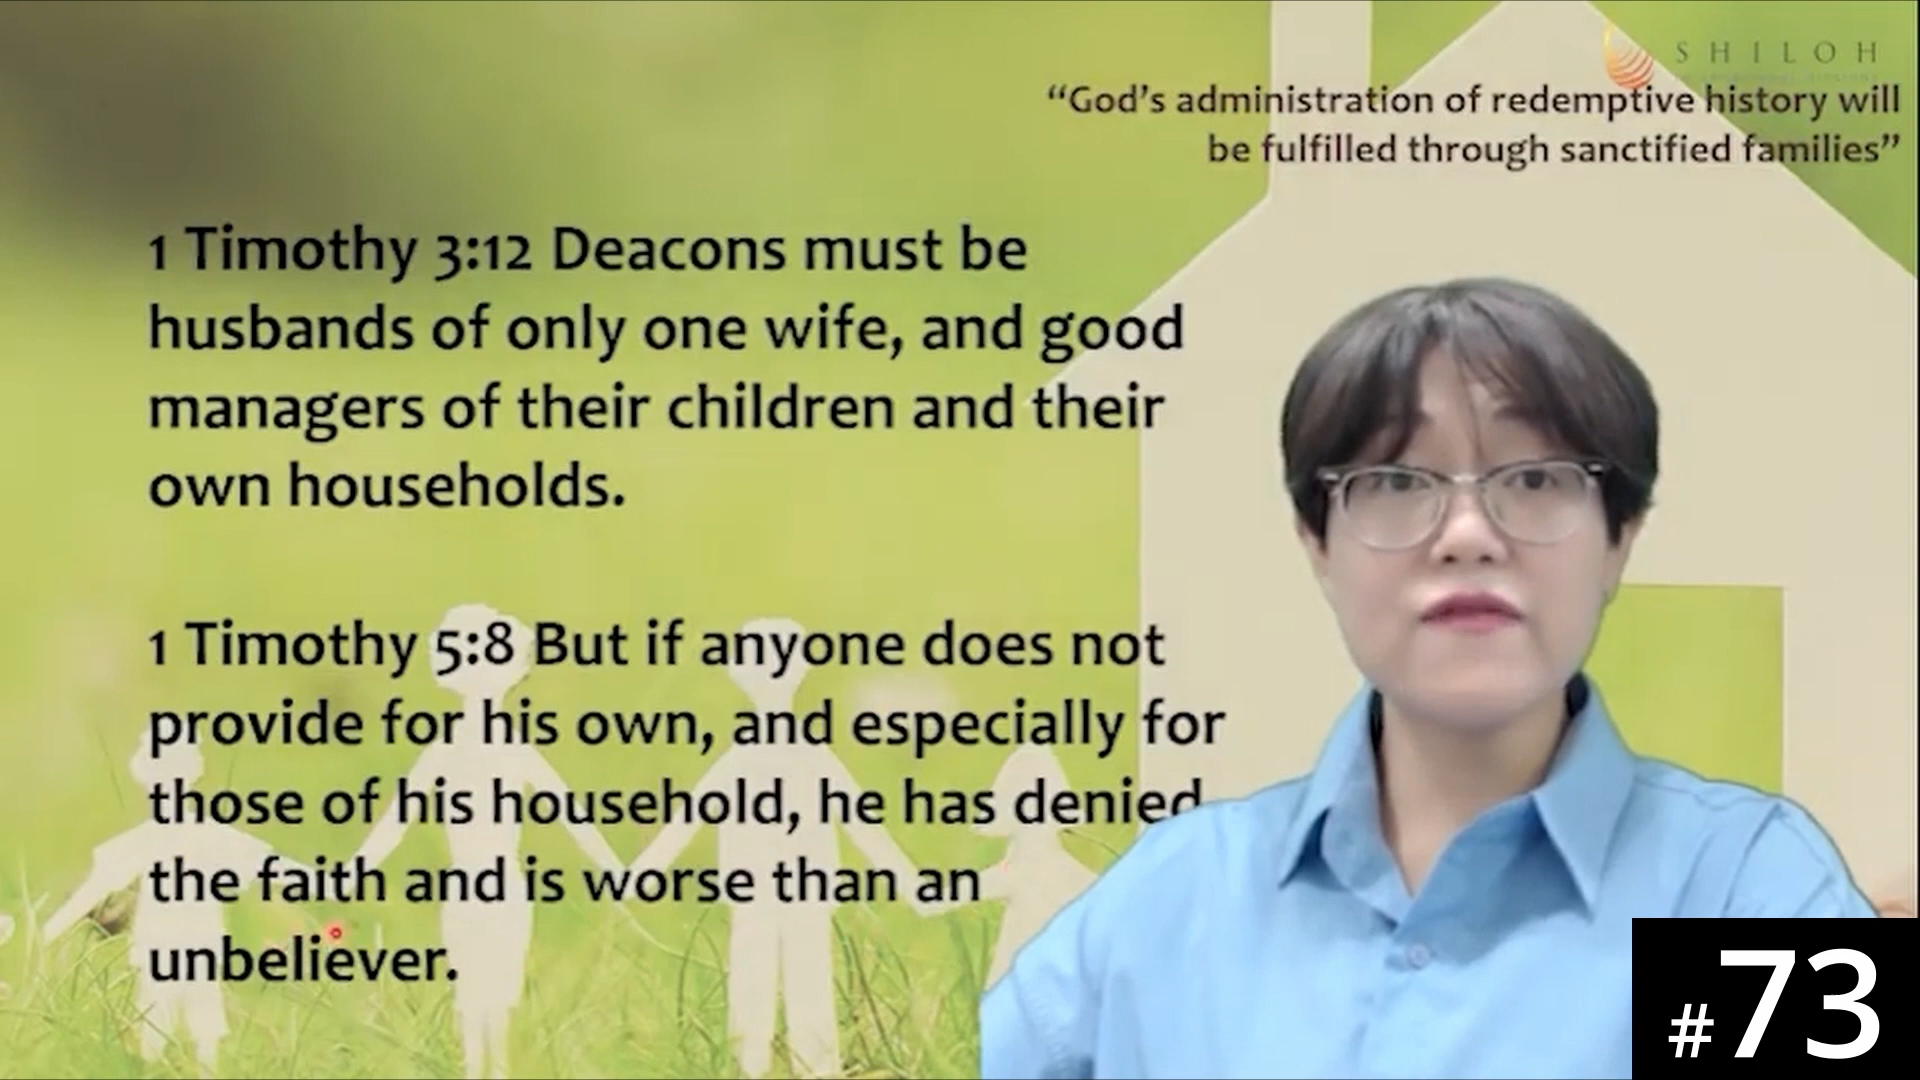 SHILOH
“God’s administration of redemptive history will
be fulfilled through sanctified families”
1 Timothy 3:12 Deacons must be
husbands of only one wife, and good
managers of their children and their
own households.
1 Timothy 5:8 But if anyone does not
provide for his own, and especially for
those of his household, he has denied
the faith and is worse than an
unbeliever.
#73